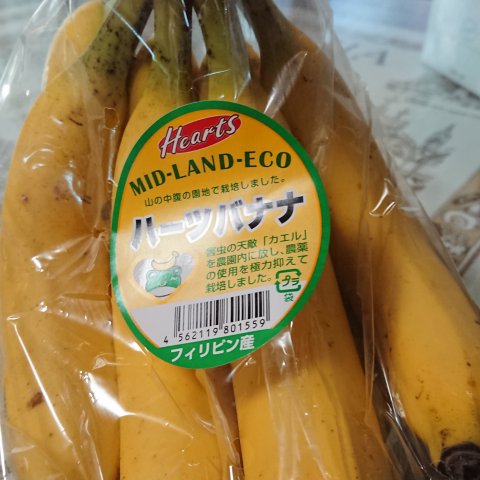 Hearts
MID-LAND-ECO
山の中腹の園地で栽培しました。
ハーツバナナ
害虫の天敵「カエル」
を農園内に放し、農薬
の使用を極力抑えて
栽培しました。
プラ
袋
4 562119 801559
フィリピン産